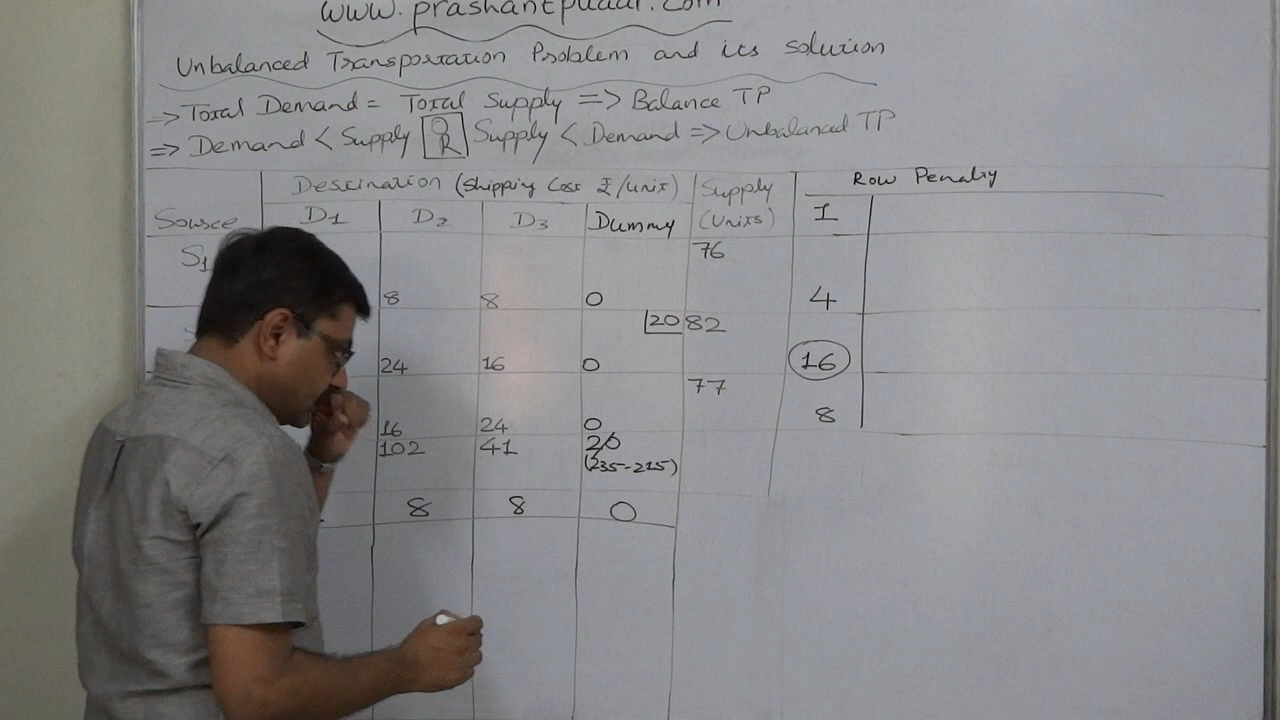 www.prashantpuaar.com
Unbalanced Transportation Problem and its solution
→ Total Demand = Total Supply => Balance TP
=> Demand < Supply OR Supply < Demand => Unbalanced TP
Destination (Shipping Cost ₹/unit) Supply Row Penalty
Source D1 D2 D3 Dummy (Units) I
S1 76
8 8 0 4
20 82
24 16 0 16
77
16 24 0 8
102 41 20
(235-215)
8 8 0